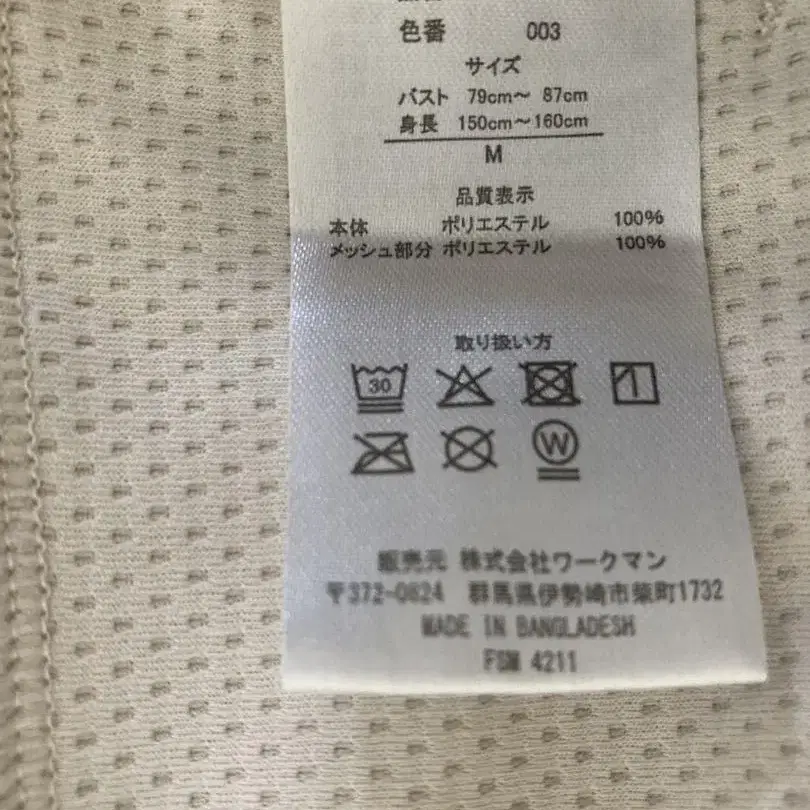 色番 003
サイズ
バスト 79cm～ 87cm
身長 150cm～160cm
M
品質表示
本体 ポリエステル 100%
メッシュ部分 ポリエステル 100%
取り扱い方
30
W
販売元 株式会社ワークマン
〒372-0824 群馬県伊勢崎市柴町1732
MADE IN BANGLADESH
FSM 4211